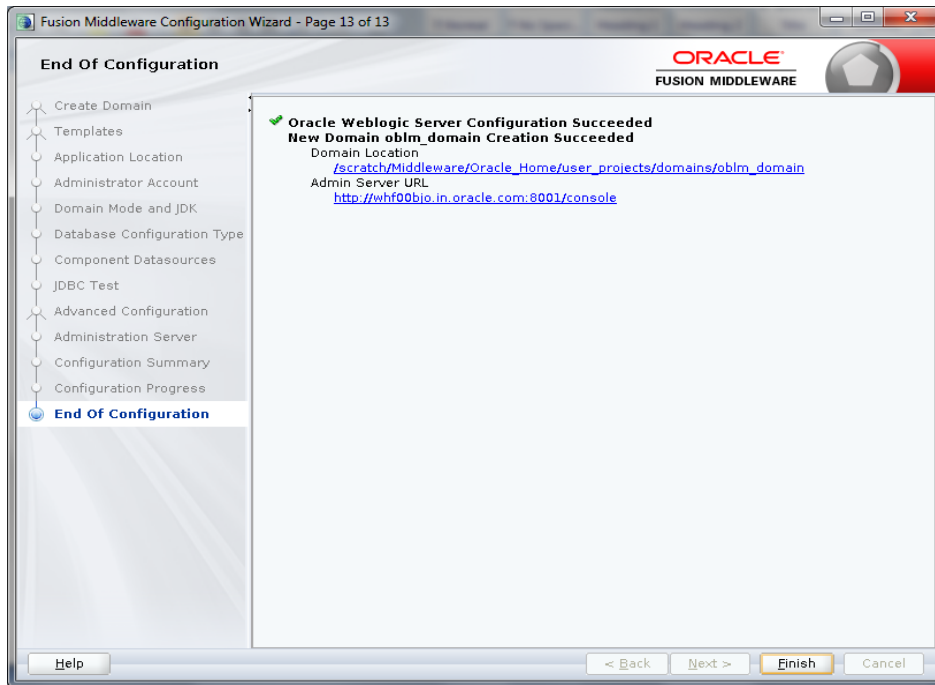 Fusion Middleware Configuration Wizard - Page 13 of 13
End Of Configuration
ORACLE
FUSION MIDDLEWARE
Create Domain
Templates
Application Location
Administrator Account
Domain Mode and JDK
Database Configuration Type
Component Datasources
JDBC Test
Advanced Configuration
Administration Server
Configuration Summary
Configuration Progress
End Of Configuration
Oracle Weblogic Server Configuration Succeeded
New Domain oblm_domain Creation Succeeded
Domain Location
/scratch/Middleware/Oracle_Home/user_projects/domains/oblm_domain
Admin Server URL
http://whf00bjo.in.oracle.com:8001/console
Help
< Back
Next >
Finish
Cancel